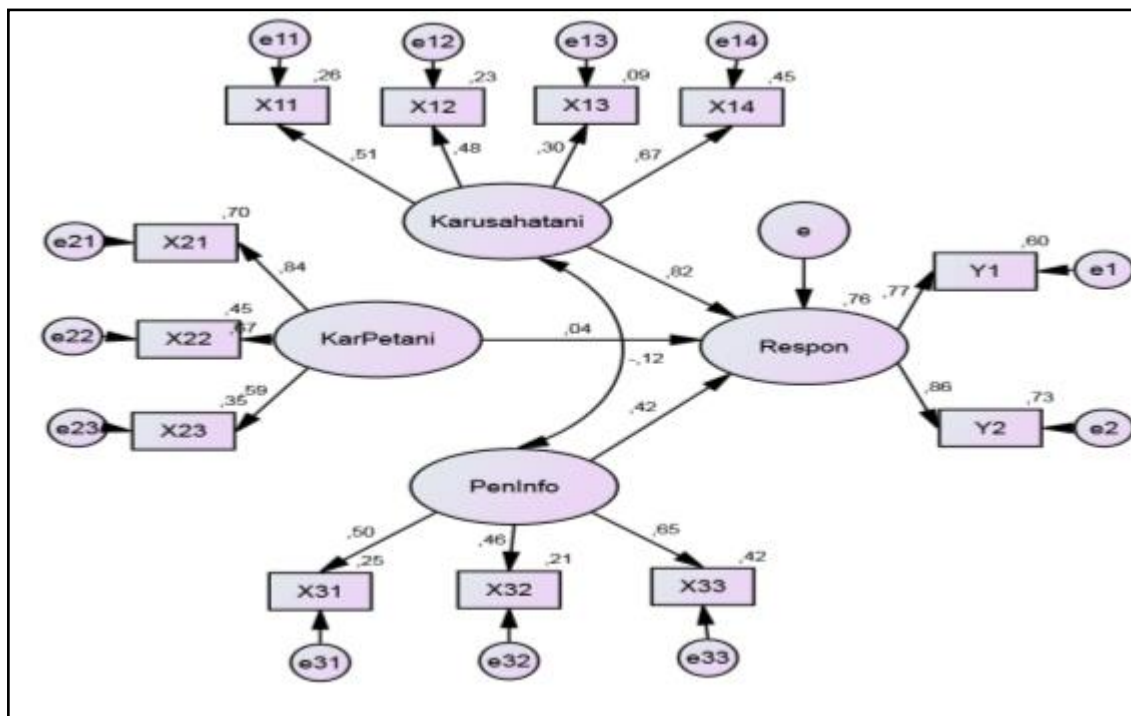 e11
e12
e13
e14
,26
,23
,09
,45
X11
X12
X13
X14
,51
,48
,30
,67
Karusahatani
e21
X21
,70
,84
e22
X22
,45
,67
e23
X23
,35
,59
KarPetani
,04
,82
-,12
,42
e
Respon
,76
,77
Y1
,60
e1
,86
Y2
,73
e2
PenInfo
,50
,46
,65
,25
,21
,42
X31
X32
X33
e31
e32
e33